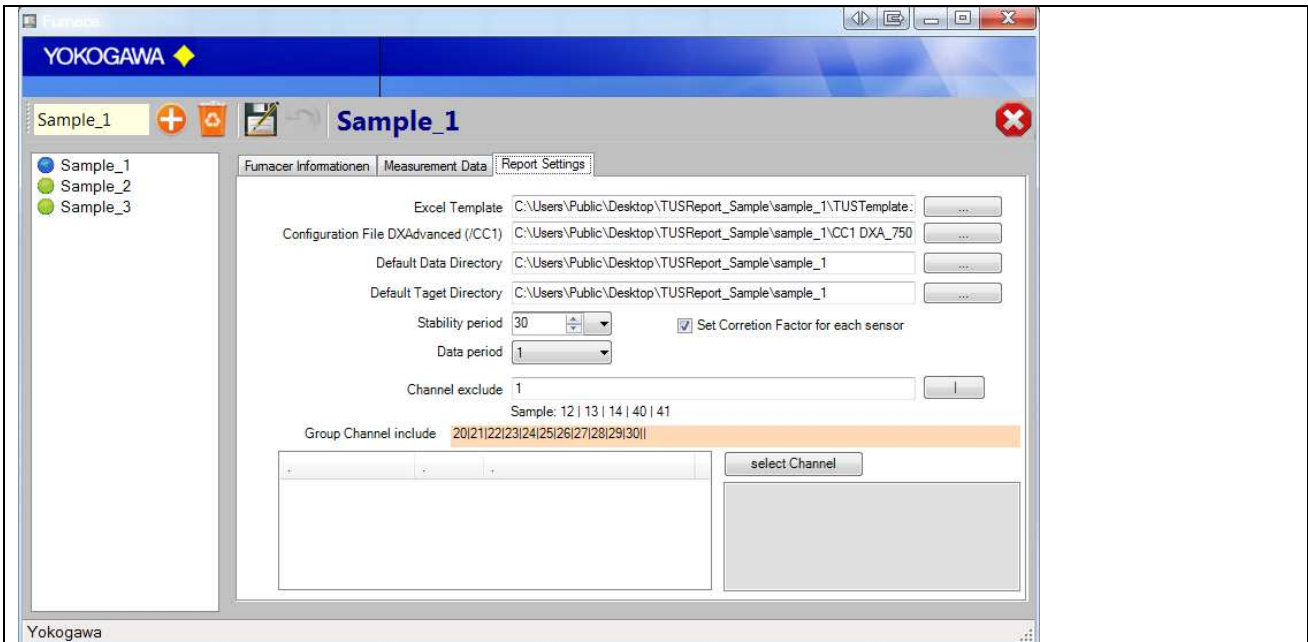 Furnace
YOKOGAWA
Sample_1
Sample_1
Sample_1
Sample_2
Sample_3
Furnacer Informationen
Measurement Data
Report Settings
Excel Template C:\Users\Public\Desktop\TUSReport_Sample\sample_1\TUSTemplate. ...
Configuration File DXAdvanced (/CC1) C:\Users\Public\Desktop\TUSReport_Sample\sample_1\CC1 DXA_750 ...
Default Data Directory C:\Users\Public\Desktop\TUSReport_Sample\sample_1 ...
Default Taget Directory C:\Users\Public\Desktop\TUSReport_Sample\sample_1 ...
Stability period 30 Set Corretion Factor for each sensor
Data period 1
Channel exclude 1 |
Sample: 12 | 13 | 14 | 40 | 41
Group Channel include 20|21|22|23|24|25|26|27|28|29|30||
. . .
select Channel
Yokogawa